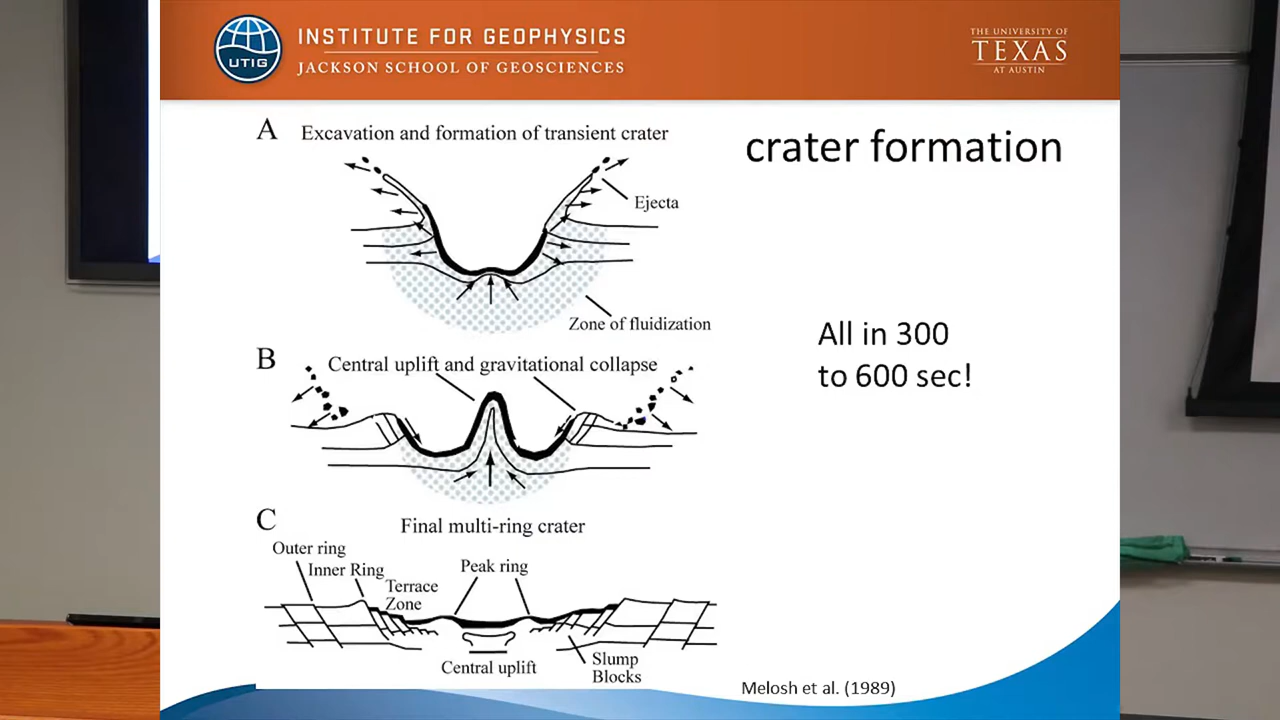 UTIG
INSTITUTE FOR GEOPHYSICS
JACKSON SCHOOL OF GEOSCIENCES
THE UNIVERSITY OF
TEXAS
AT AUSTIN
crater formation
A
Excavation and formation of transient crater
Ejecta
Zone of fluidization
All in 300
to 600 sec!
B
Central uplift and gravitational collapse
C
Final multi-ring crater
Outer ring
Inner Ring
Terrace
Zone
Peak ring
Central uplift
Slump
Blocks
Melosh et al. (1989)